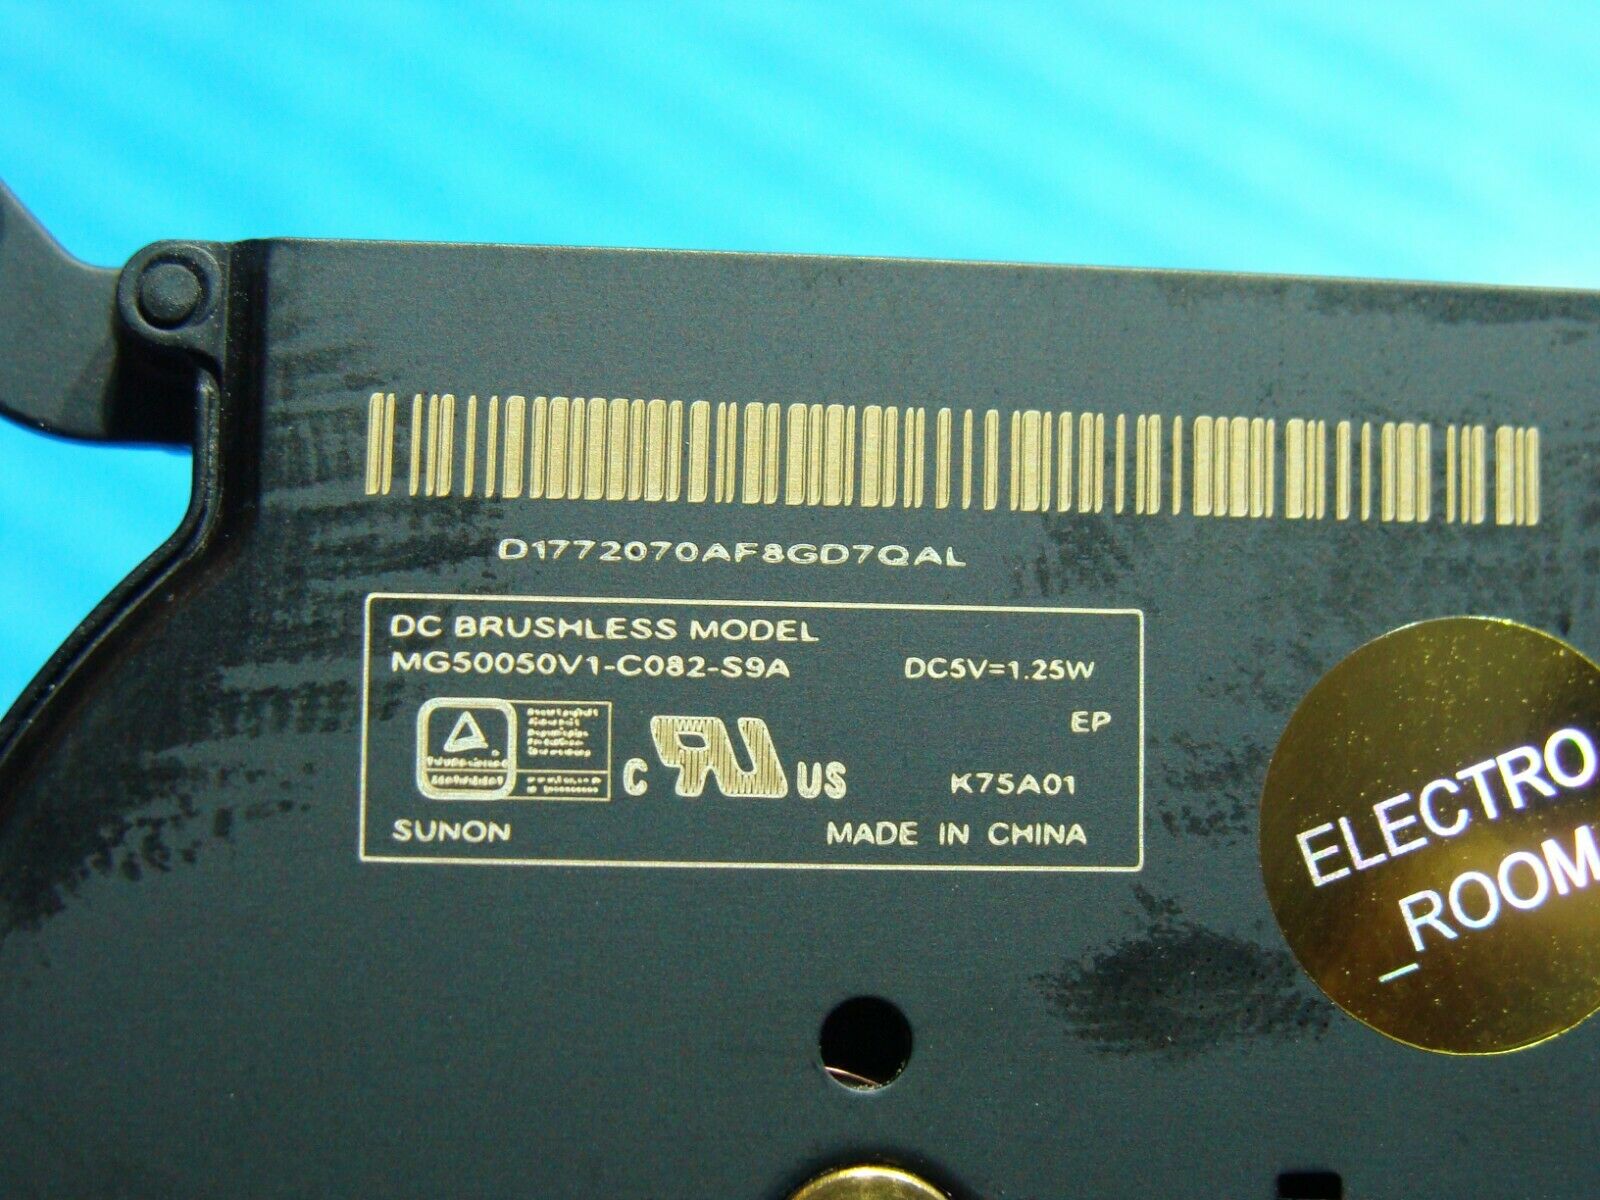 D1772070AF8GD7QAL
DC BRUSHLESS MODEL
MG50050V1-C082-S9A DC5V=1.25W
EP
C US
K75A01
SUNON MADE IN CHINA
ELECTRO
_ROOM